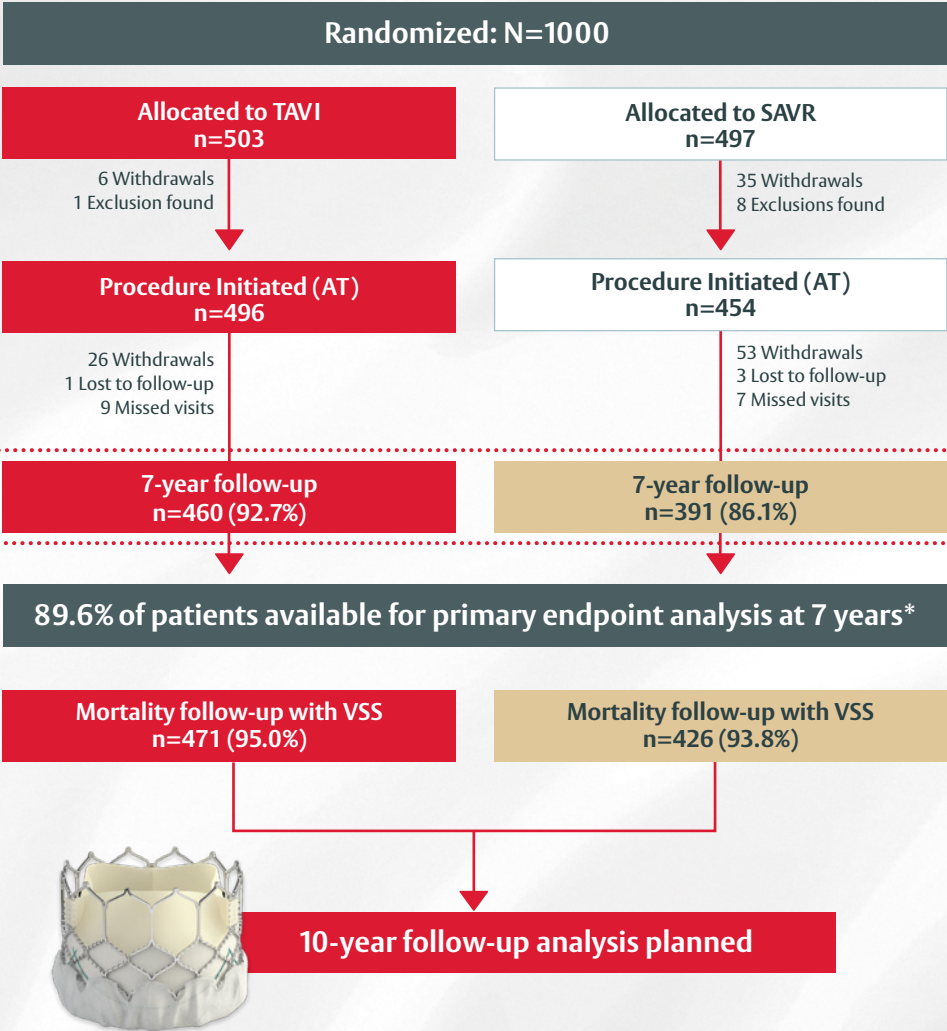 Randomized: N=1000
Allocated to TAVI
n=503
Allocated to SAVR
n=497
6 Withdrawals
1 Exclusion found
35 Withdrawals
8 Exclusions found
Procedure Initiated (AT)
n=496
Procedure Initiated (AT)
n=454
26 Withdrawals
1 Lost to follow-up
9 Missed visits
53 Withdrawals
3 Lost to follow-up
7 Missed visits
7-year follow-up
n=460 (92.7%)
7-year follow-up
n=391 (86.1%)
89.6% of patients available for primary endpoint analysis at 7 years*
Mortality follow-up with VSS
n=471 (95.0%)
Mortality follow-up with VSS
n=426 (93.8%)
10-year follow-up analysis planned